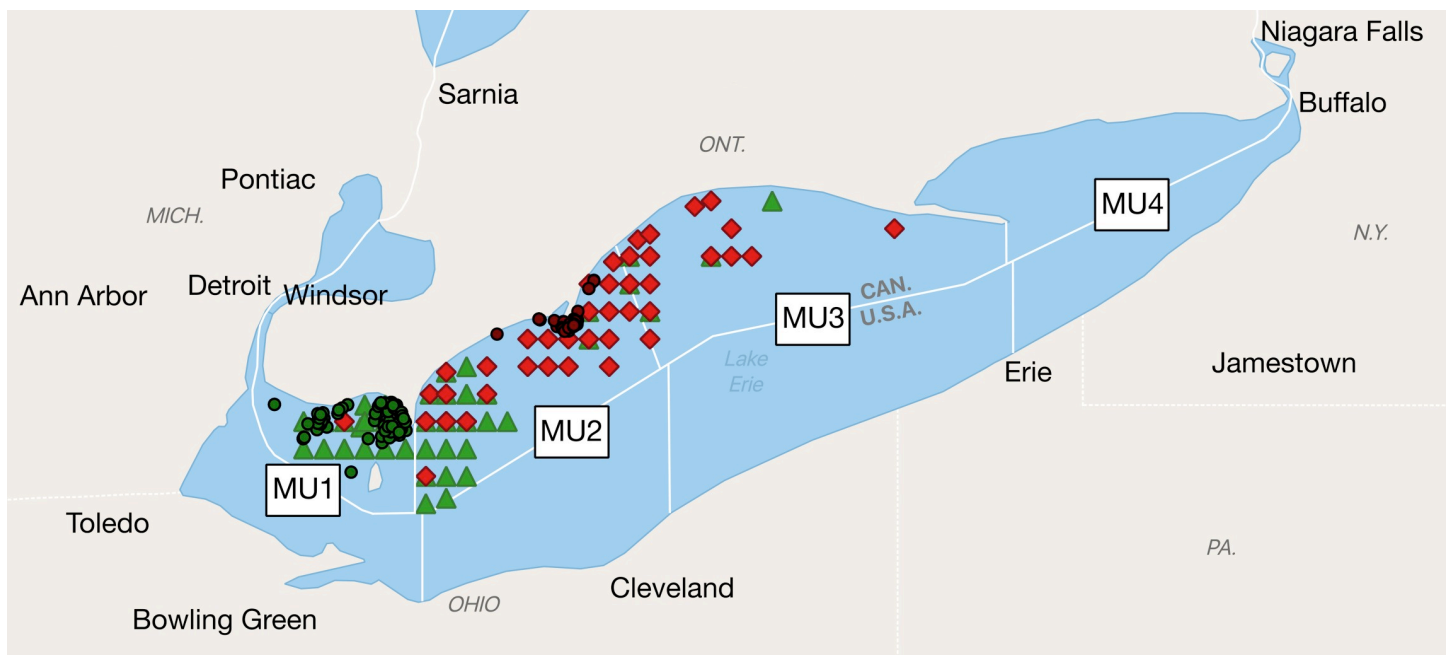 Niagara Falls
Sarnia
Buffalo
ONT.
Pontiac
MICH.
MU4
N.Y.
Detroit
Windsor
Ann Arbor
CAN.
U.S.A.
MU3
Lake
Erie
Erie
Jamestown
MU2
MU1
Toledo
PA.
Cleveland
OHIO
Bowling Green